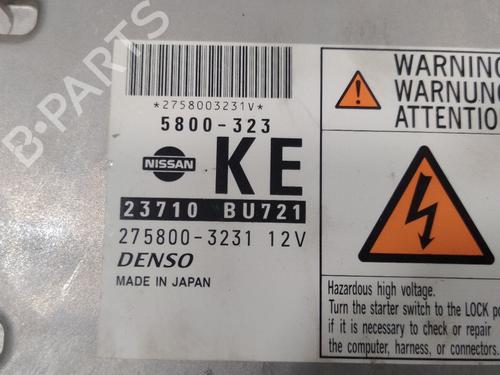 *2758003231V*
5800-323
NISSAN
KE
23710 BU721
275800-3231 12V
DENSO
MADE IN JAPAN
WARNING
WARNUNG
ATTENTION
Hazardous high voltage.
Turn the starter switch to the LOCK
if it is necessary to check or repair
the computer, harness, or connectors.
B-PARTS